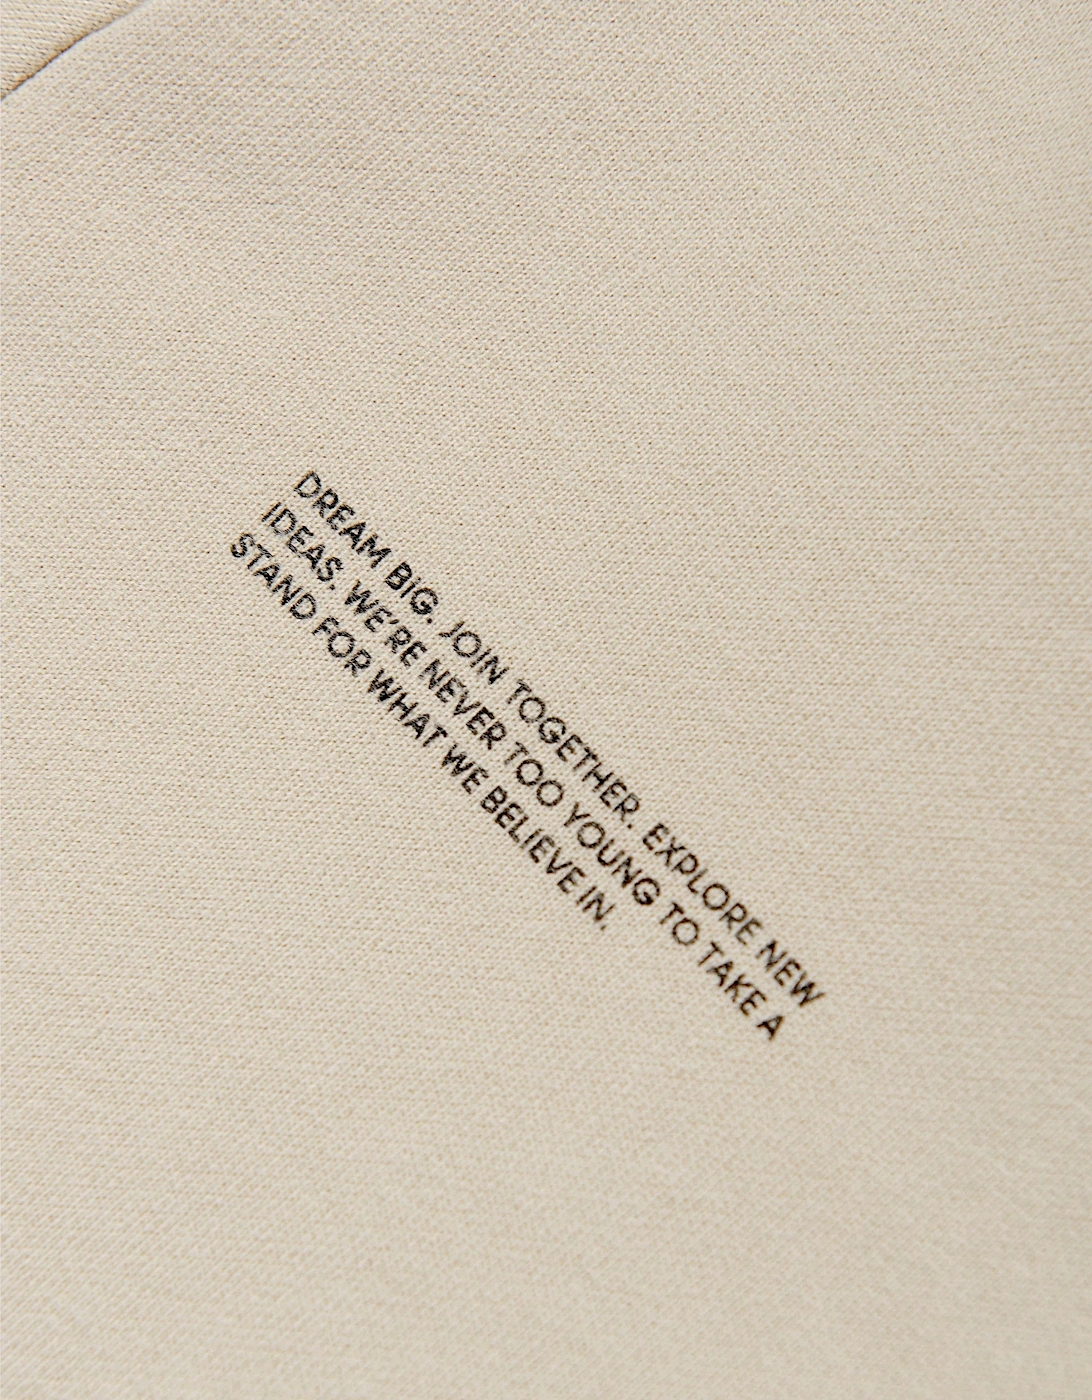 DREAM BIG. JOIN TOGETHER. EXPLORE NEW
IDEAS. WE'RE NEVER TOO YOUNG TO TAKE A
STAND FOR WHAT WE BELIEVE IN.